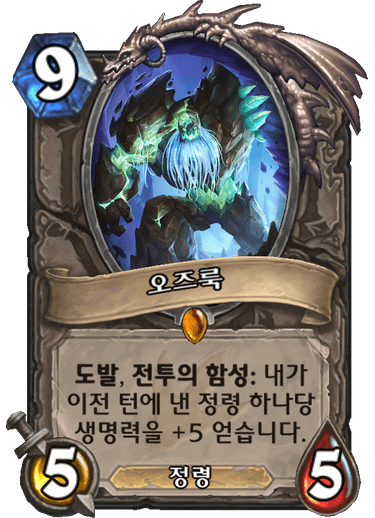 9
오즈룩
도발, 전투의 함성: 내가
이전 턴에 낸 정령 하나당
생명력을 +5 얻습니다.
5
정령
5